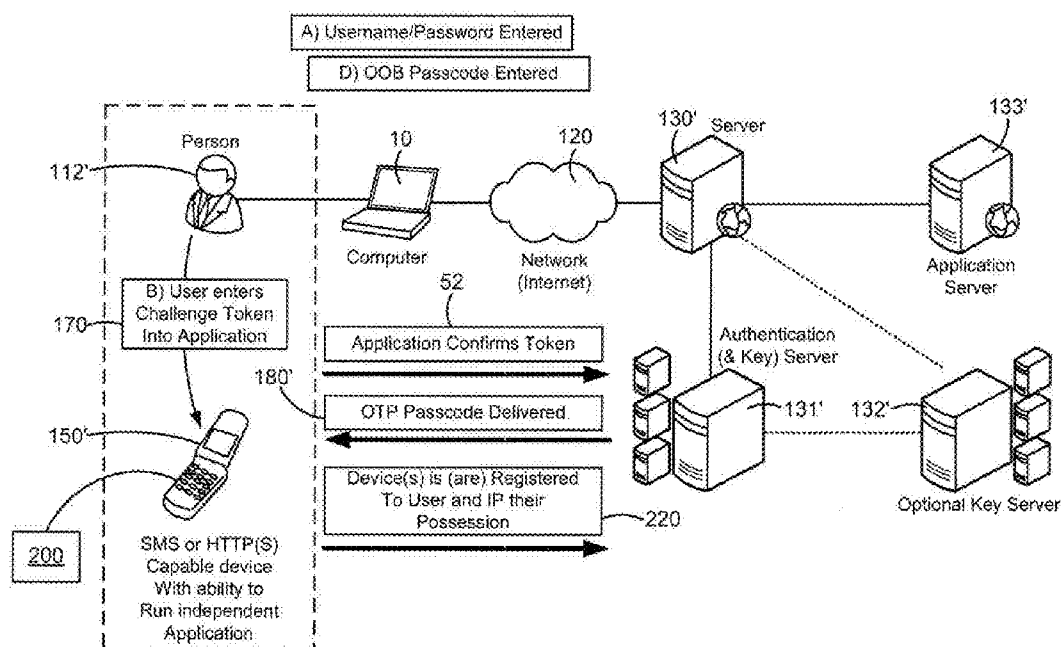 A) Username/Password Entered
D) OOB Passcode Entered
Person
112'
10
Computer
120
Network
(Internet)
130'
Server
133'
Application
Server
B) User enters
Challenge Token
Into Application
170
52
Application Confirms Token
Authentication
(& Key) Server
180'
OTP Passcode Delivered
131'
132'
Optional Key Server
150'
Device(s) is (are) Registered
To User and IP their
Possession
220
200
SMS or HTTP(S)
Capable device
With ability to
Run independent
Application